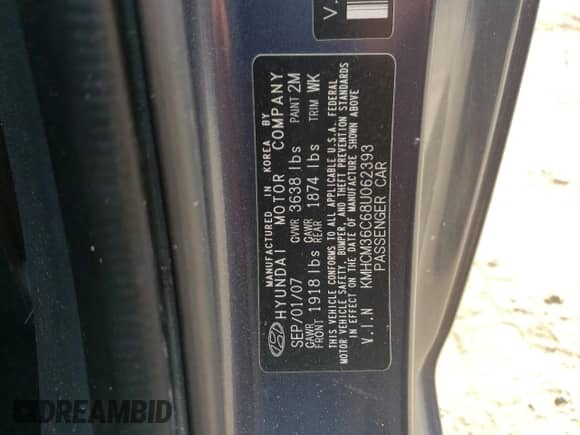 MANUFACTURED IN KOREA BY
HYUNDAI MOTOR COMPANY
SEP/01/07 GVWR 3638 lbs PAINT 2M
GAWR FRONT 1918 lbs GAWR REAR 1874 lbs TRIM WK
THIS VEHICLE CONFORMS TO ALL APPLICABLE U.S.A. FEDERAL
MOTOR VEHICLE SAFETY, BUMPER, AND THEFT PREVENTION STANDARDS
IN EFFECT ON THE DATE OF MANUFACTURE SHOWN ABOVE
V.I.N KMHCM36C68U062393
PASSENGER CAR
V.
DREAMBID